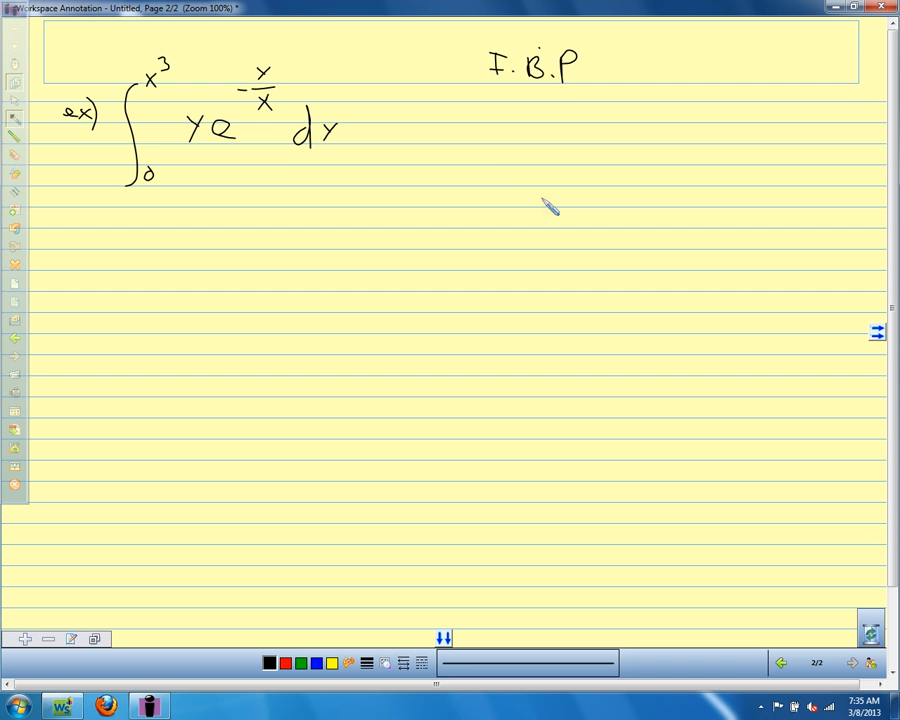 Workspace Annotation - Untitled, Page 2/2 (Zoom 100%) *
I.B.P
ex) ∫₀^{x³} y e^{-y/x} dy
2/2
7:35 AM
3/8/2013